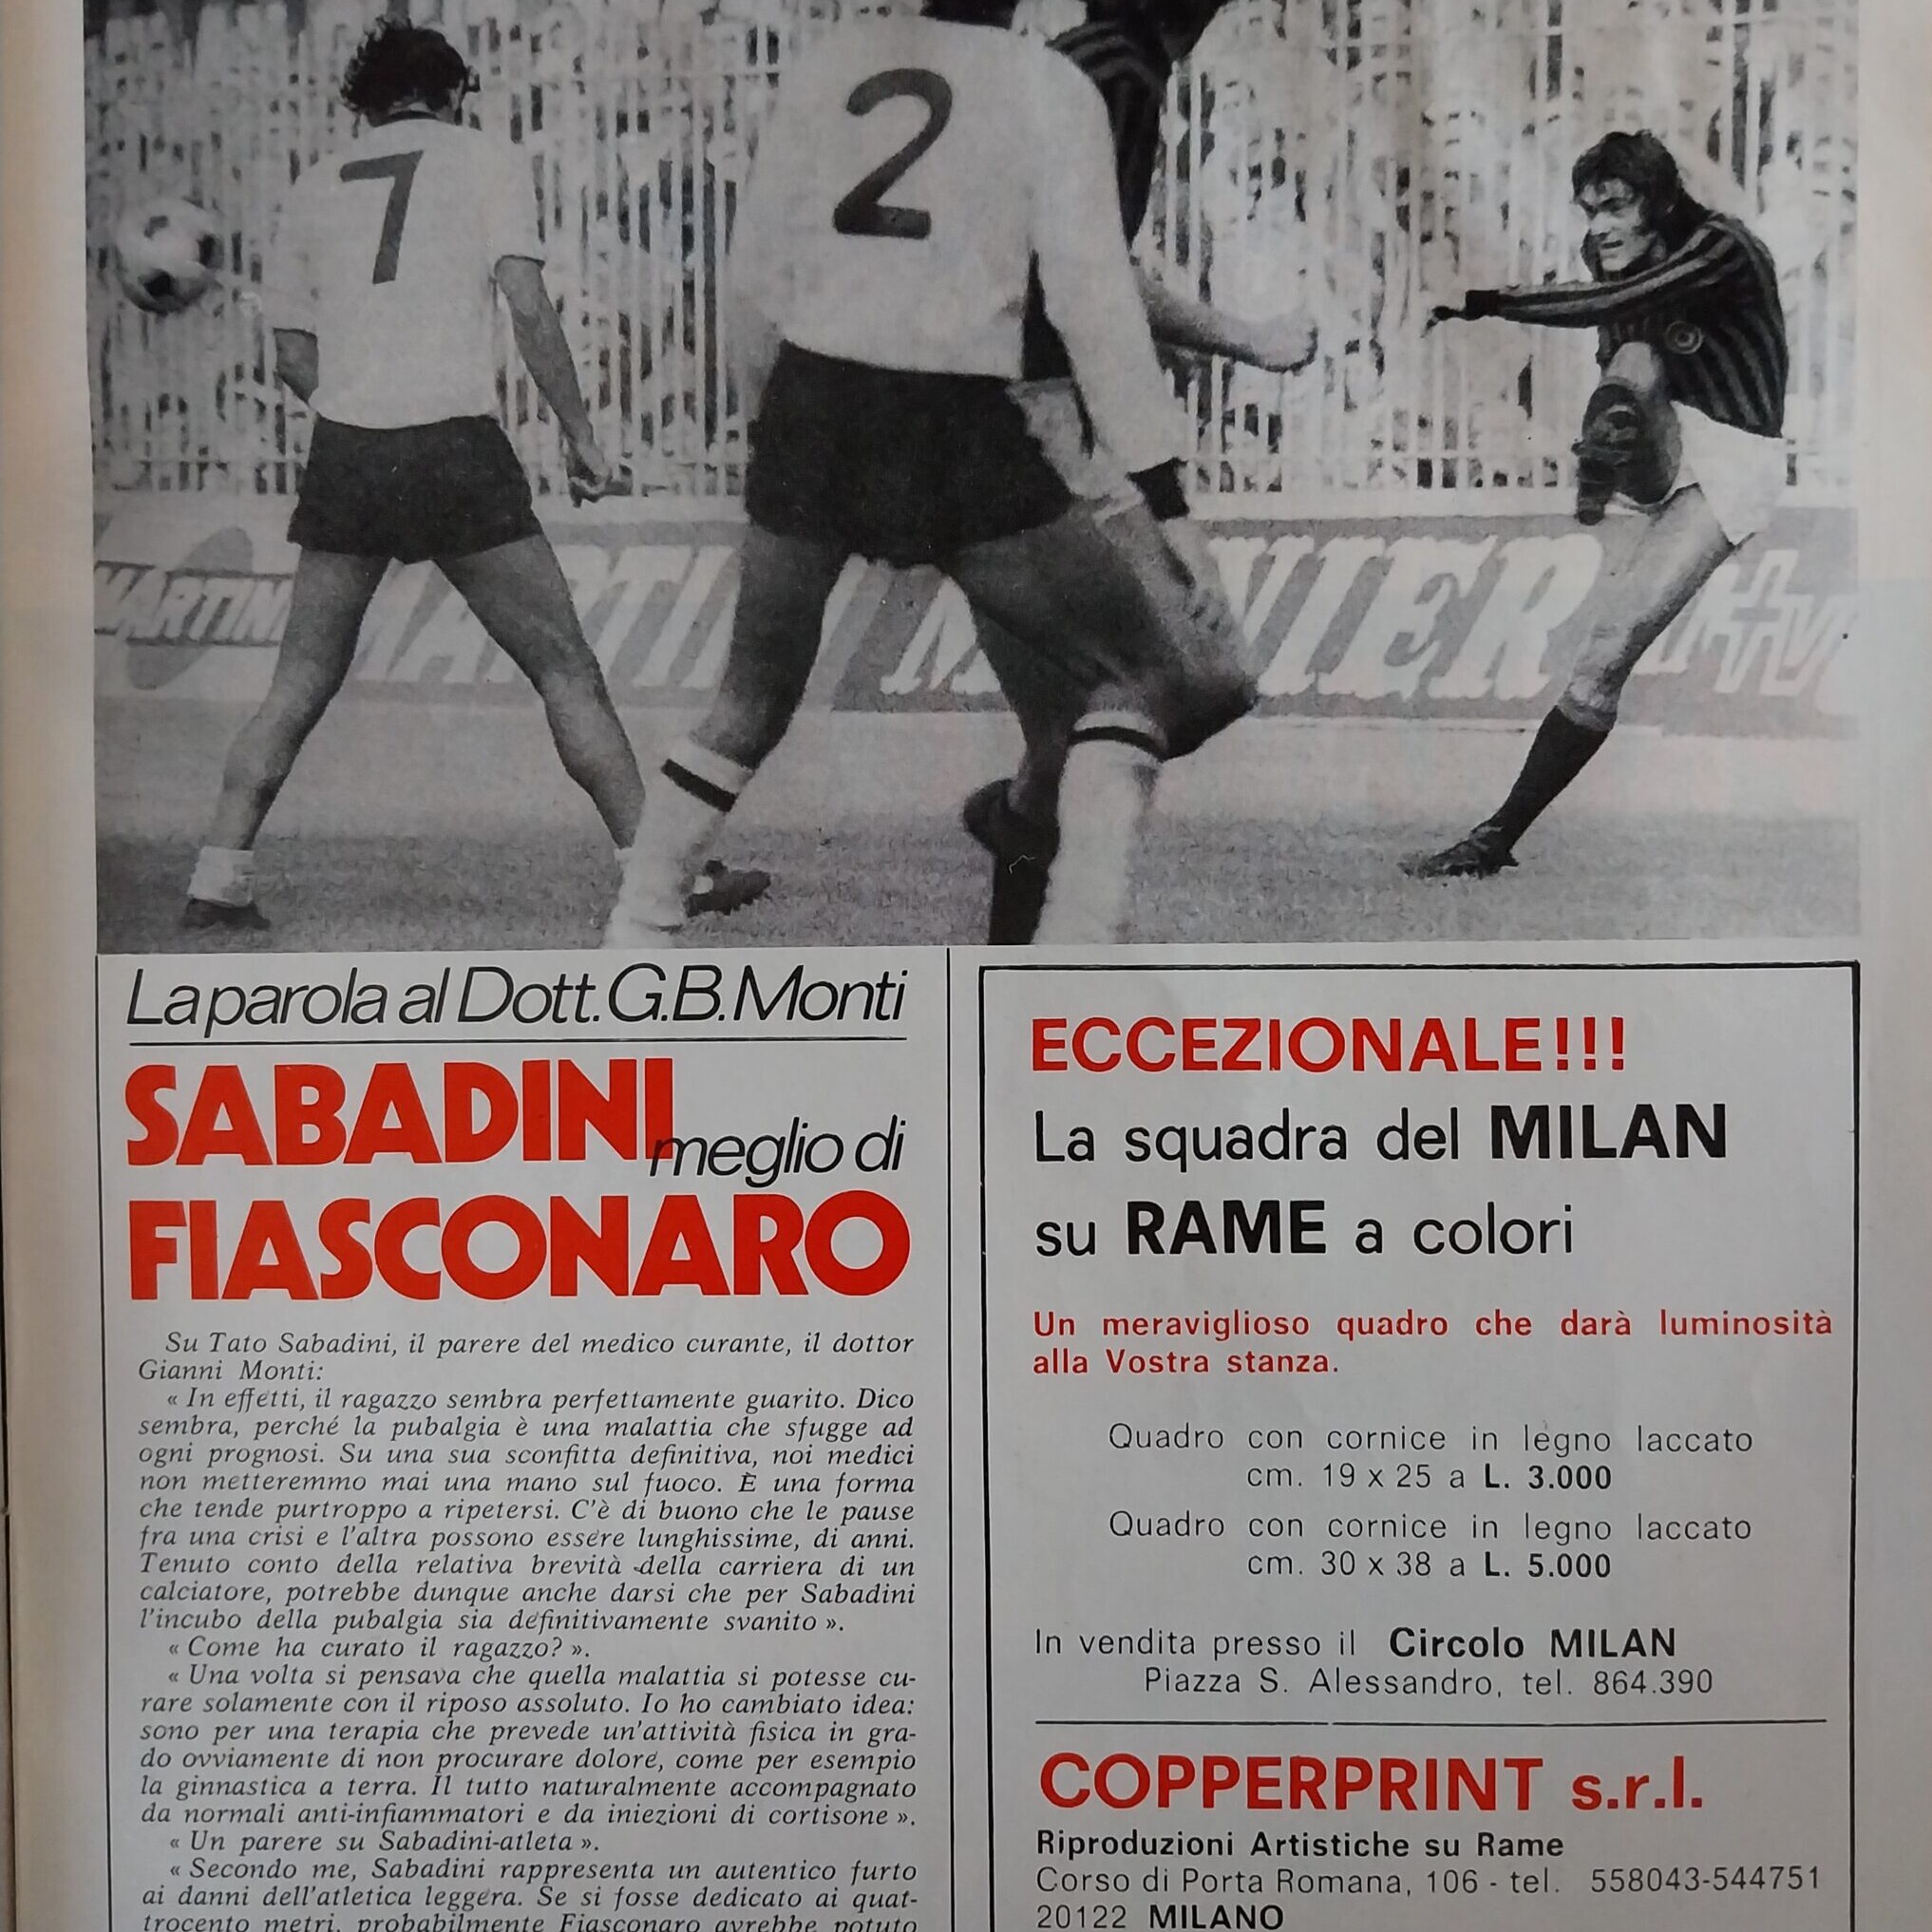 7
2
MARTINI
MARTINI
La parola al Dott. G.B. Monti
SABADINI
meglio di
FIASCONARO
Su Tato Sabadini, il parere del medico curante, il dottor
Gianni Monti:
« In effetti, il ragazzo sembra perfettamente guarito. Dico
sembra, perché la pubalgia è una malattia che sfugge ad
ogni prognosi. Su una sua sconfitta definitiva, noi medici
non metteremmo mai una mano sul fuoco. È una forma
che tende purtroppo a ripetersi. C'è di buono che le pause
fra una crisi e l'altra possono essere lunghissime, di anni.
Tenuto conto della relativa brevità della carriera di un
calciatore, potrebbe dunque anche darsi che per Sabadini
l'incubo della pubalgia sia definitivamente svanito ».
« Come ha curato il ragazzo? ».
« Una volta si pensava che quella malattia si potesse cu-
rare solamente con il riposo assoluto. Io ho cambiato idea:
sono per una terapia che prevede un'attività fisica in gra-
do ovviamente di non procurare dolore, come per esempio
la ginnastica a terra. Il tutto naturalmente accompagnato
da normali anti-infiammatori e da iniezioni di cortisone ».
« Un parere su Sabadini-atleta ».
« Secondo me, Sabadini rappresenta un autentico furto
ai danni dell'atletica leggera. Se si fosse dedicato ai quat-
trocento metri, probabilmente Fiasconaro avrebbe potuto
ECCEZIONALE!!!
La squadra del MILAN
su RAME a colori
Un meraviglioso quadro che darà luminosità
alla Vostra stanza.
Quadro con cornice in legno laccato
cm. 19 x 25 a L. 3.000
Quadro con cornice in legno laccato
cm. 30 x 38 a L. 5.000
In vendita presso il Circolo MILAN
Piazza S. Alessandro, tel. 864.390
COPPERPRINT s.r.l.
Riproduzioni Artistiche su Rame
Corso di Porta Romana, 106 - tel. 558043-544751
20122 MILANO